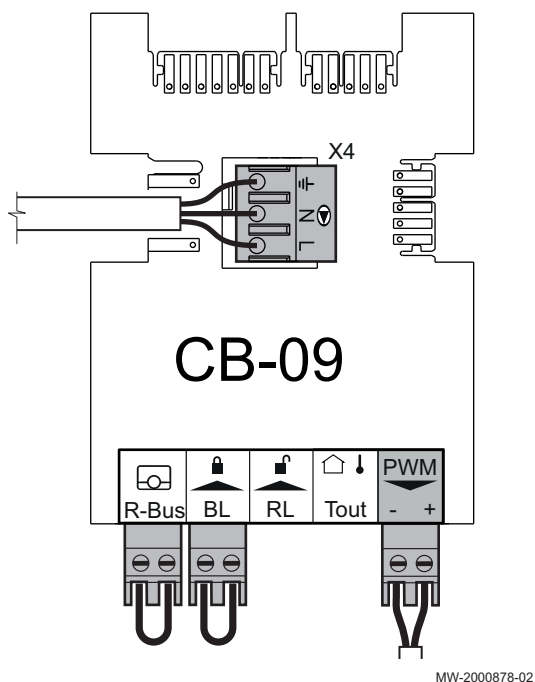 X4
N
L
CB-09
PWM
R-Bus BL RL Tout - +
MW-2000878-02